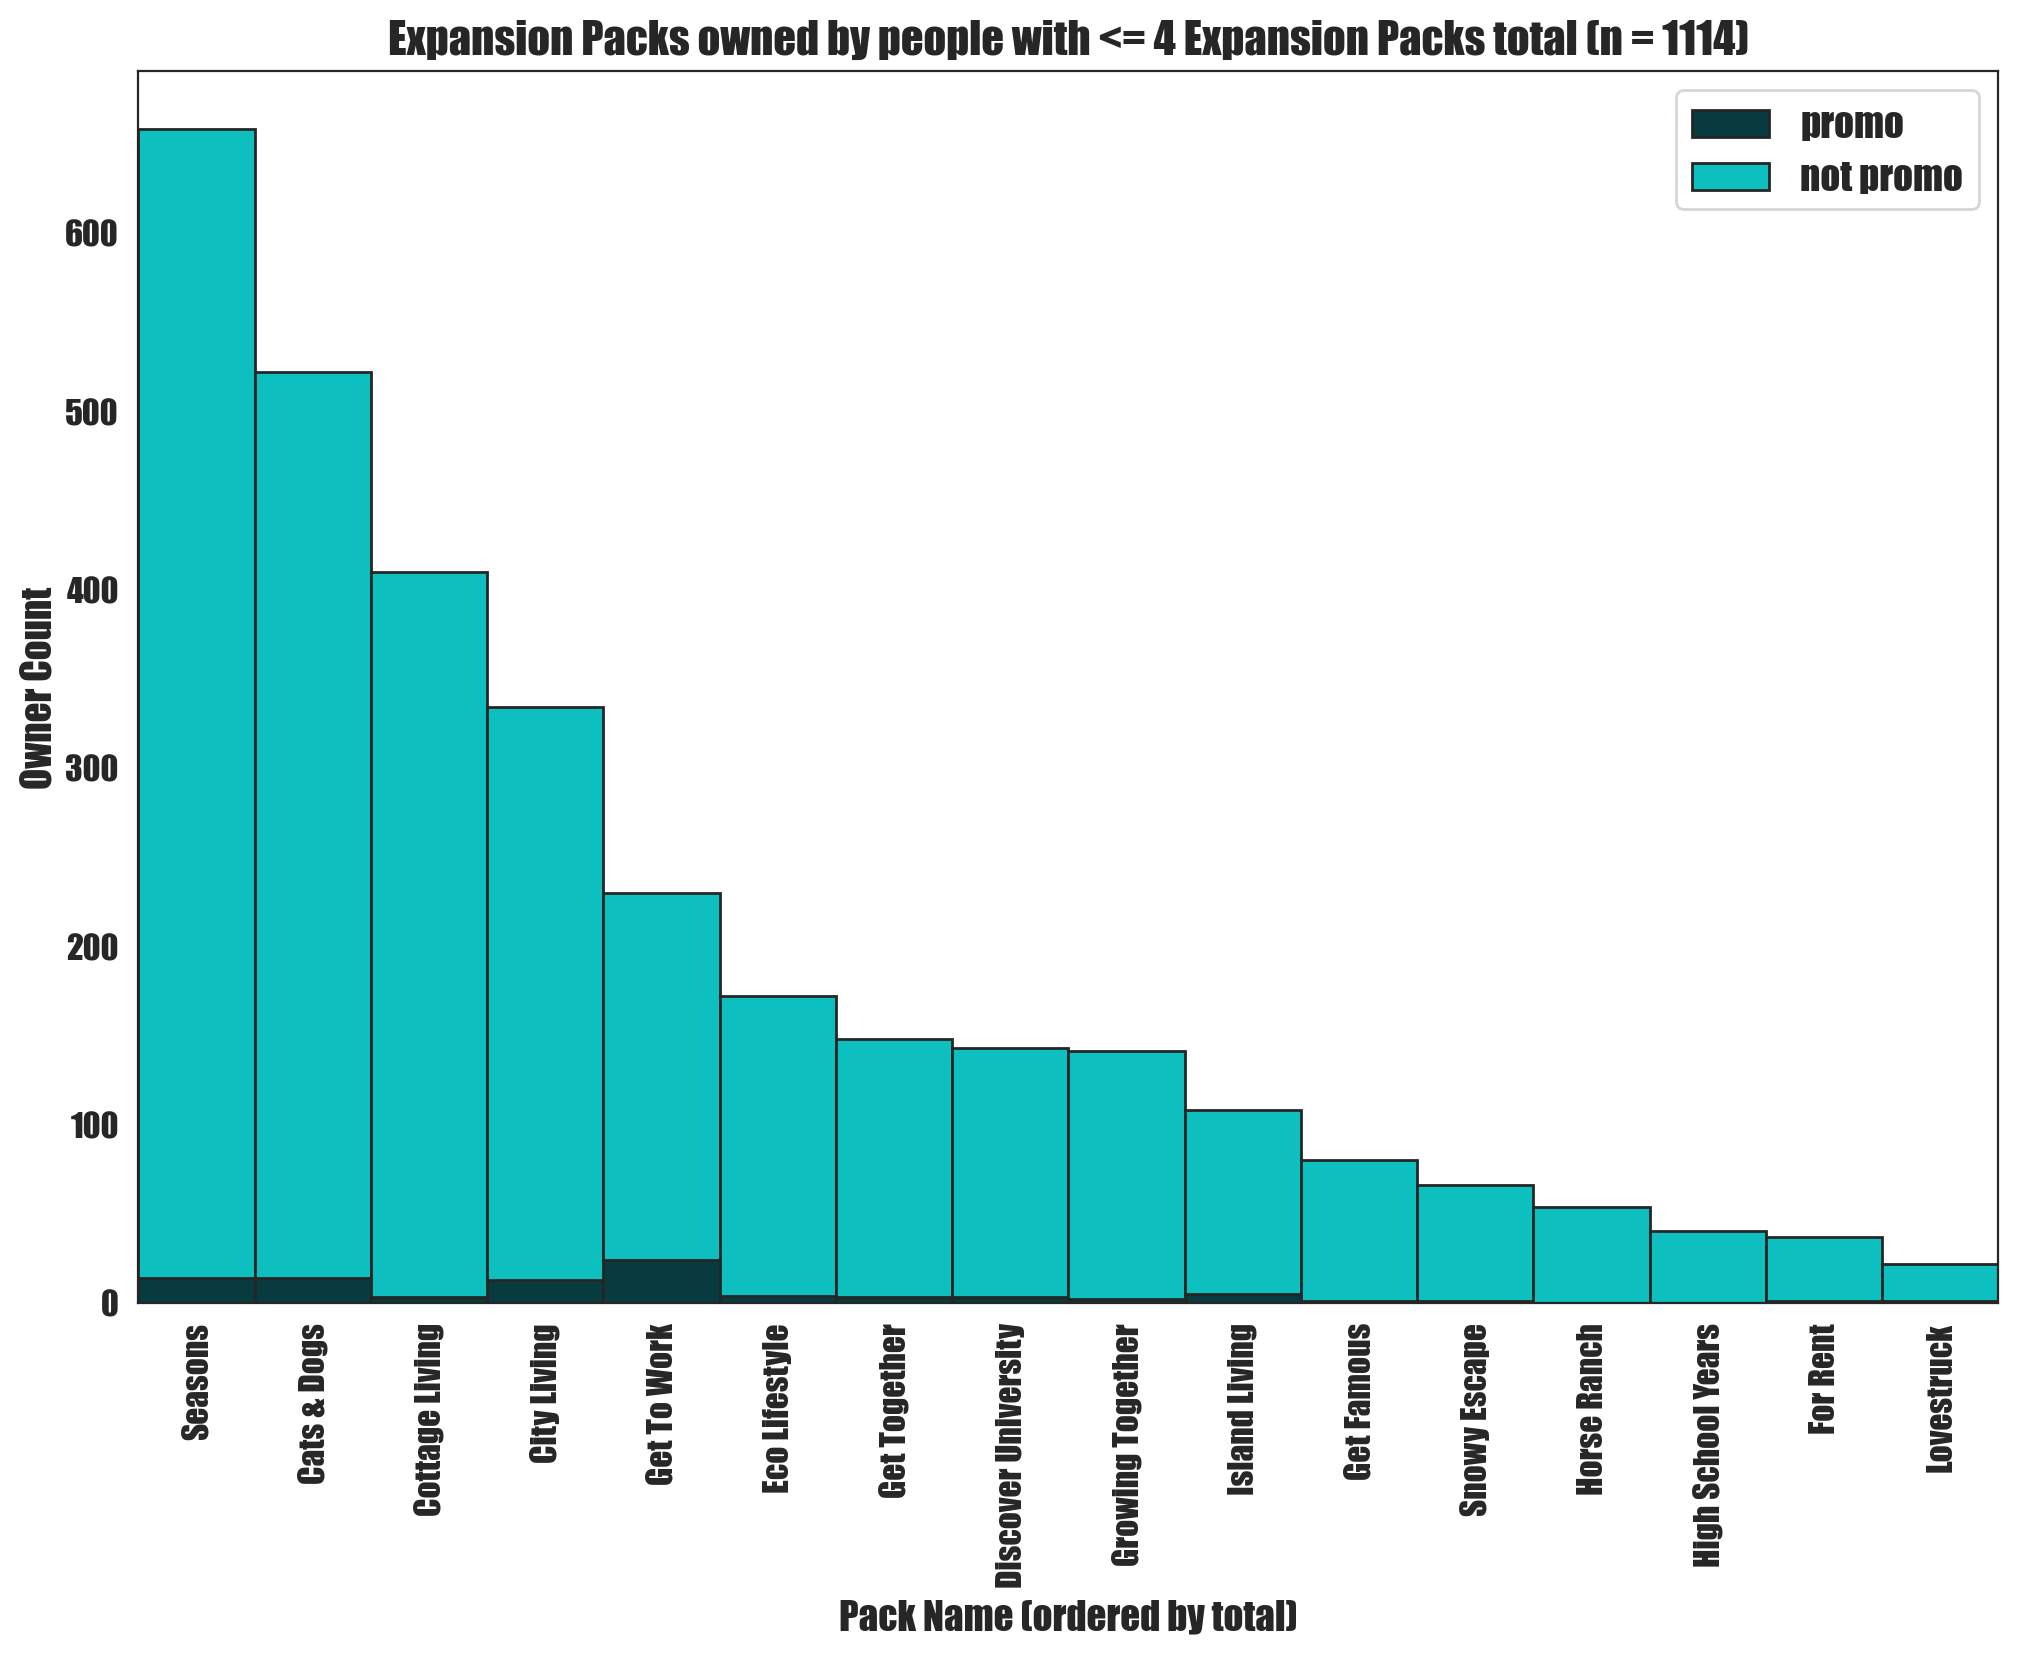 Expansion Packs owned by people with <= 4 Expansion Packs total (n = 1114)
promo
not promo
Owner Count
600
500
400
300
200
100
0
Seasons
Cats & Dogs
Cottage Living
City Living
Get To Work
Eco Lifestyle
Get Together
Discover University
Growing Together
Island Living
Get Famous
Snowy Escape
Horse Ranch
High School Years
For Rent
Lovestruck
Pack Name (ordered by total)